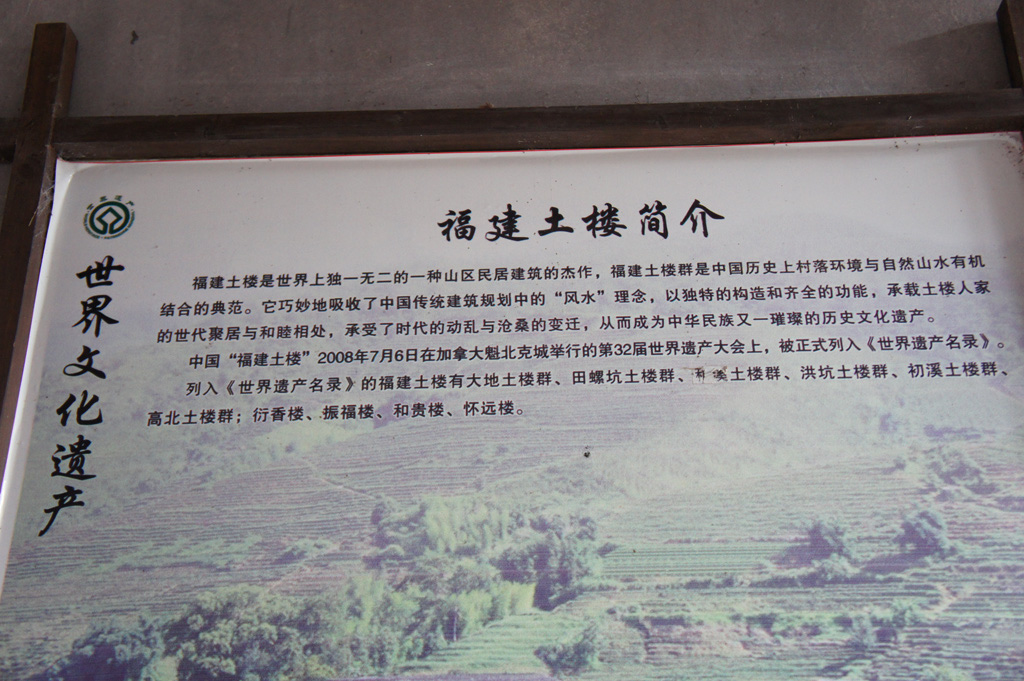 福建土楼简介
世界文化遗产
福建土楼是世界上独一无二的一种山区民居建筑的杰作，福建土楼群是中国历史上村落环境与自然山水有机
结合的典范。它巧妙地吸收了中国传统建筑规划中的“风水”理念，以独特的构造和齐全的功能，承载土楼人家
的世代聚居与和睦相处，承受了时代的动乱与沧桑的变迁，从而成为中华民族又一璀璨的历史文化遗产。
中国“福建土楼”2008年7月6日在加拿大魁北克城举行的第32届世界遗产大会上，被正式列入《世界遗产名录》。
列入《世界遗产名录》的福建土楼有大地土楼群、田螺坑土楼群、土楼群、洪坑土楼群、初溪土楼群、
高北土楼群；衍香楼、振福楼、和贵楼、怀远楼。